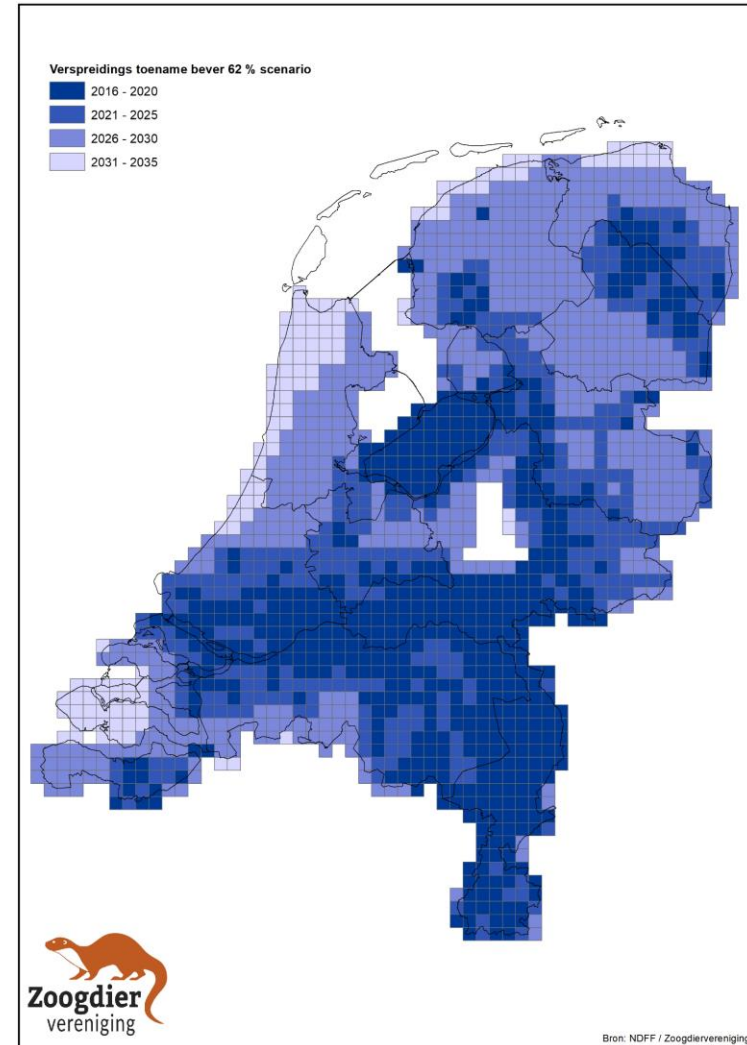 Verspreidings toename bever 62 % scenario
2016 - 2020
2021 - 2025
2026 - 2030
2031 - 2035
Zoogdier
vereniging
Bron: NDFF / Zoogdiervereniging